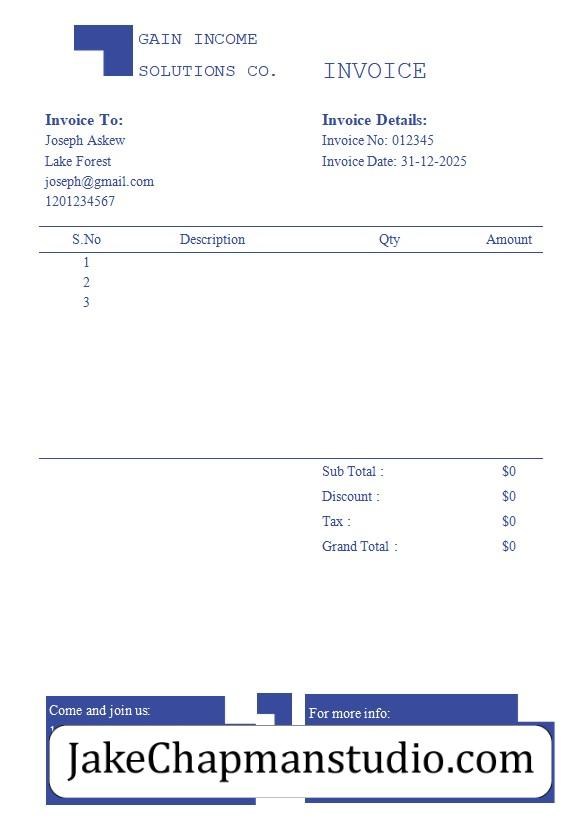 GAIN INCOME
SOLUTIONS CO.
INVOICE
Invoice To:
Joseph Askew
Lake Forest
joseph@gmail.com
1201234567
Invoice Details:
Invoice No: 012345
Invoice Date: 31-12-2025
S.No Description Qty Amount
1
2
3
Sub Total : $0
Discount : $0
Tax : $0
Grand Total : $0
Come and join us:
For more info:
JakeChapmanstudio.com